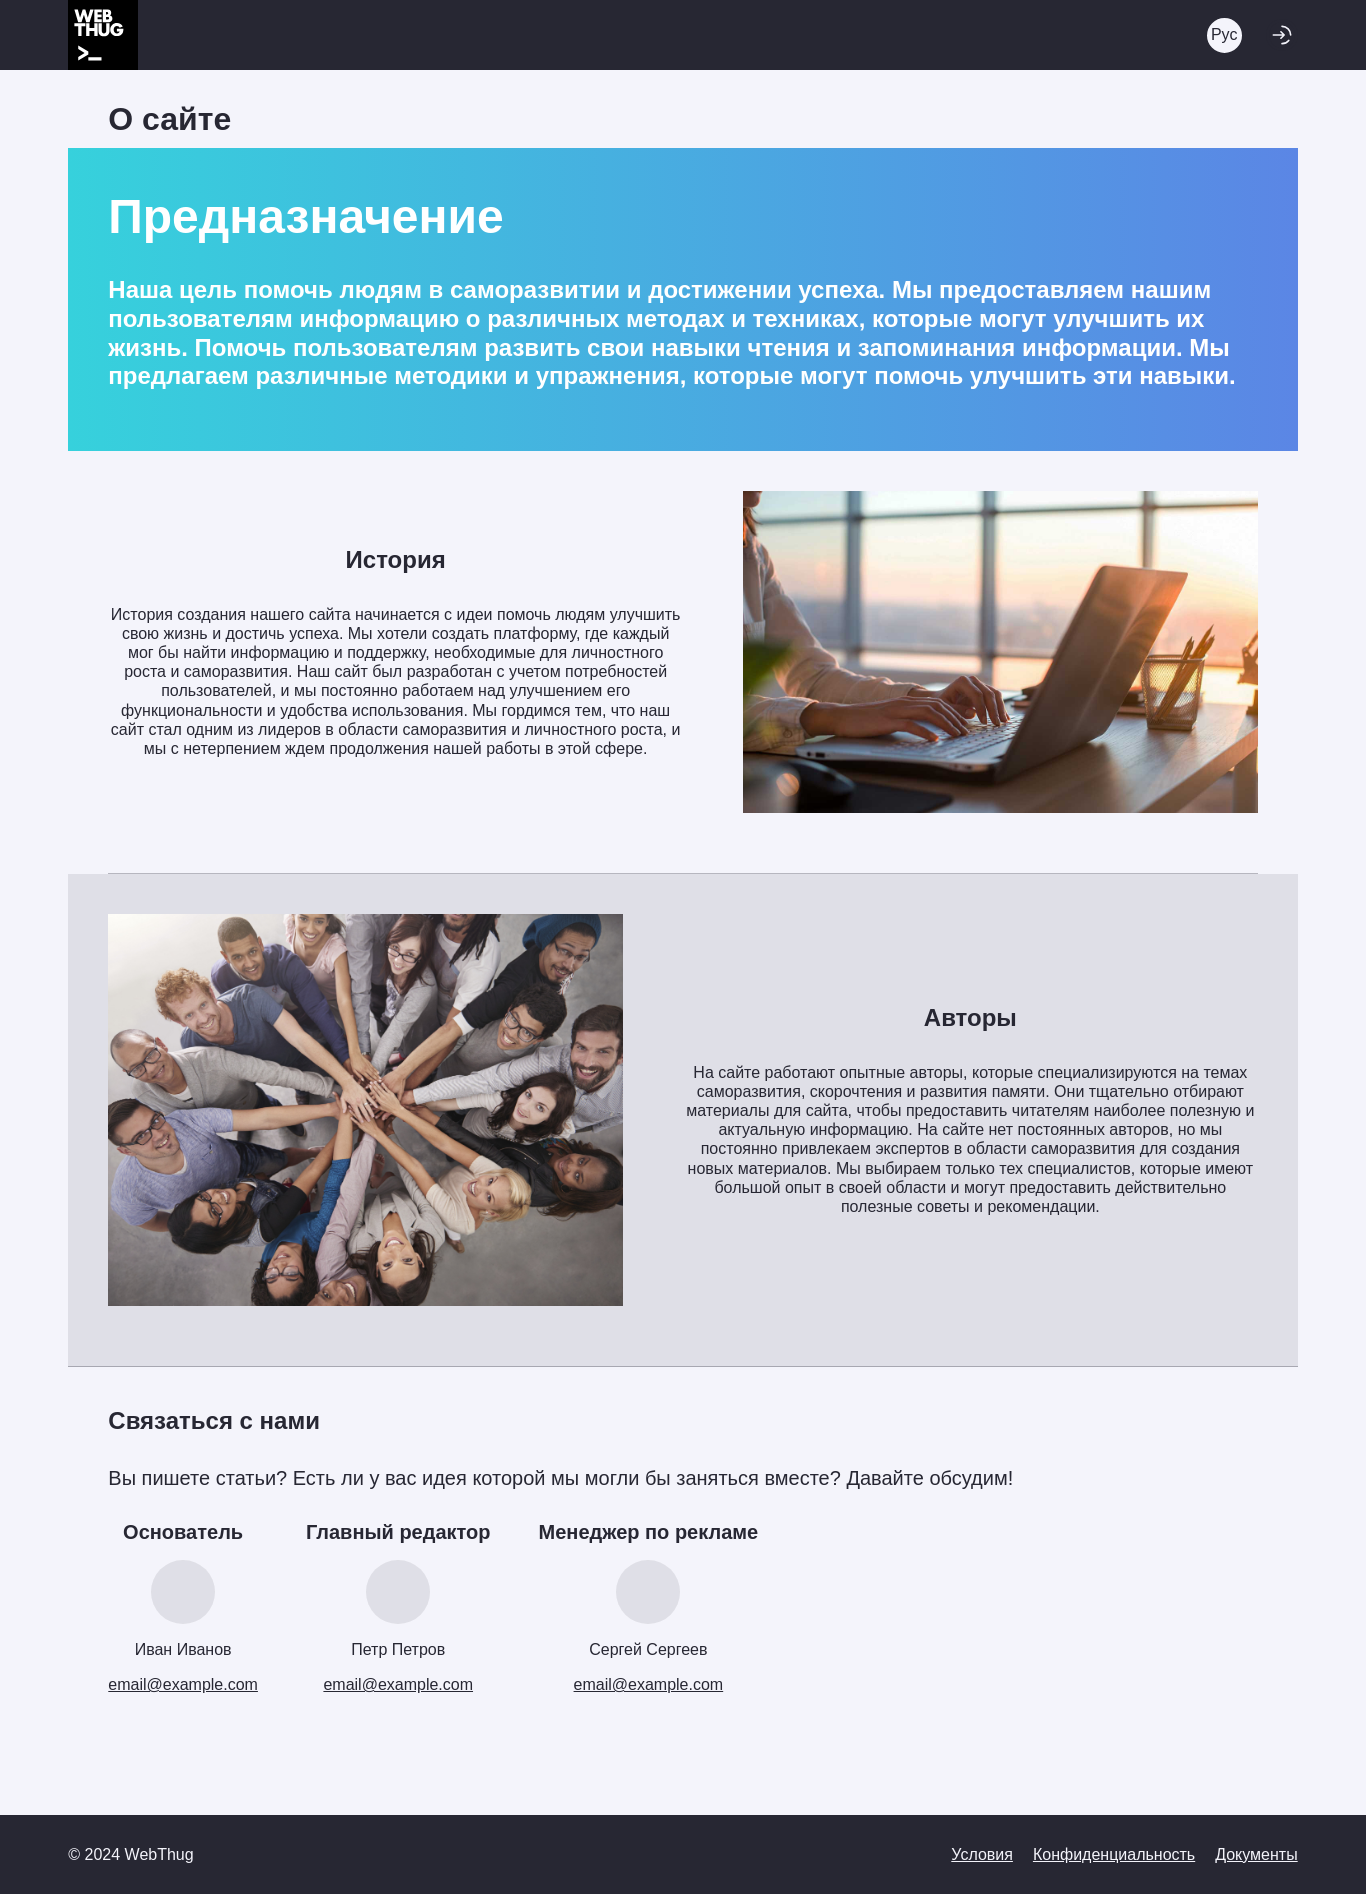 WEB
THUG
>_
Рус
О сайте
Предназначение
Наша цель помочь людям в саморазвитии и достижении успеха. Мы предоставляем нашим
пользователям информацию о различных методах и техниках, которые могут улучшить их
жизнь. Помочь пользователям развить свои навыки чтения и запоминания информации. Мы
предлагаем различные методики и упражнения, которые могут помочь улучшить эти навыки.
История
История создания нашего сайта начинается с идеи помочь людям улучшить
свою жизнь и достичь успеха. Мы хотели создать платформу, где каждый
мог бы найти информацию и поддержку, необходимые для личностного
роста и саморазвития. Наш сайт был разработан с учетом потребностей
пользователей, и мы постоянно работаем над улучшением его
функциональности и удобства использования. Мы гордимся тем, что наш
сайт стал одним из лидеров в области саморазвития и личностного роста, и
мы с нетерпением ждем продолжения нашей работы в этой сфере.
Авторы
На сайте работают опытные авторы, которые специализируются на темах
саморазвития, скорочтения и развития памяти. Они тщательно отбирают
материалы для сайта, чтобы предоставить читателям наиболее полезную и
актуальную информацию. На сайте нет постоянных авторов, но мы
постоянно привлекаем экспертов в области саморазвития для создания
новых материалов. Мы выбираем только тех специалистов, которые имеют
большой опыт в своей области и могут предоставить действительно
полезные советы и рекомендации.
Связаться с нами
Вы пишете статьи? Есть ли у вас идея которой мы могли бы заняться вместе? Давайте обсудим!
Основатель
Иван Иванов
email@example.com
Главный редактор
Петр Петров
email@example.com
Менеджер по рекламе
Сергей Сергеев
email@example.com
© 2024 WebThug
Условия Конфиденциальность Документы